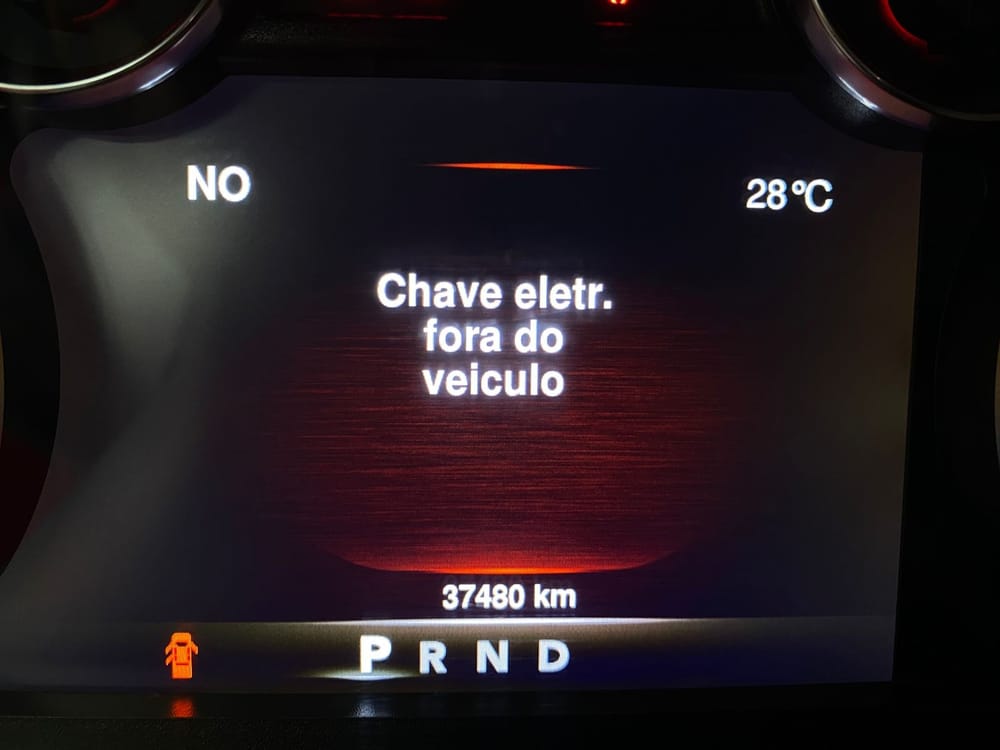 NO
28°C
Chave eletr.
fora do
veiculo
37480 km
P R N D